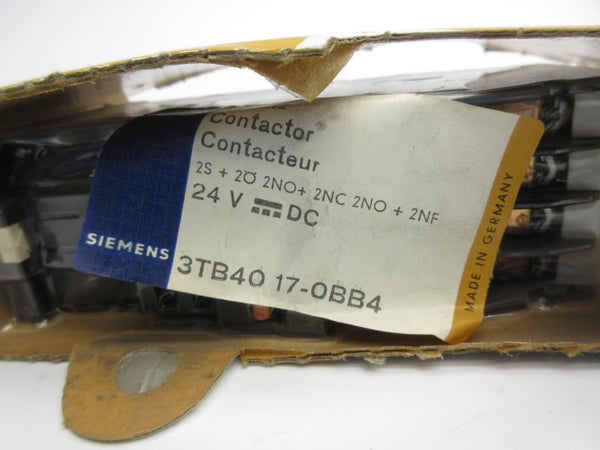 Contactor
Contacteur
2S + 2Ö 2NO+ 2NC 2NO + 2NF
24 V ⎓ DC
SIEMENS
3TB40 17-0BB4
MADE IN GERMANY